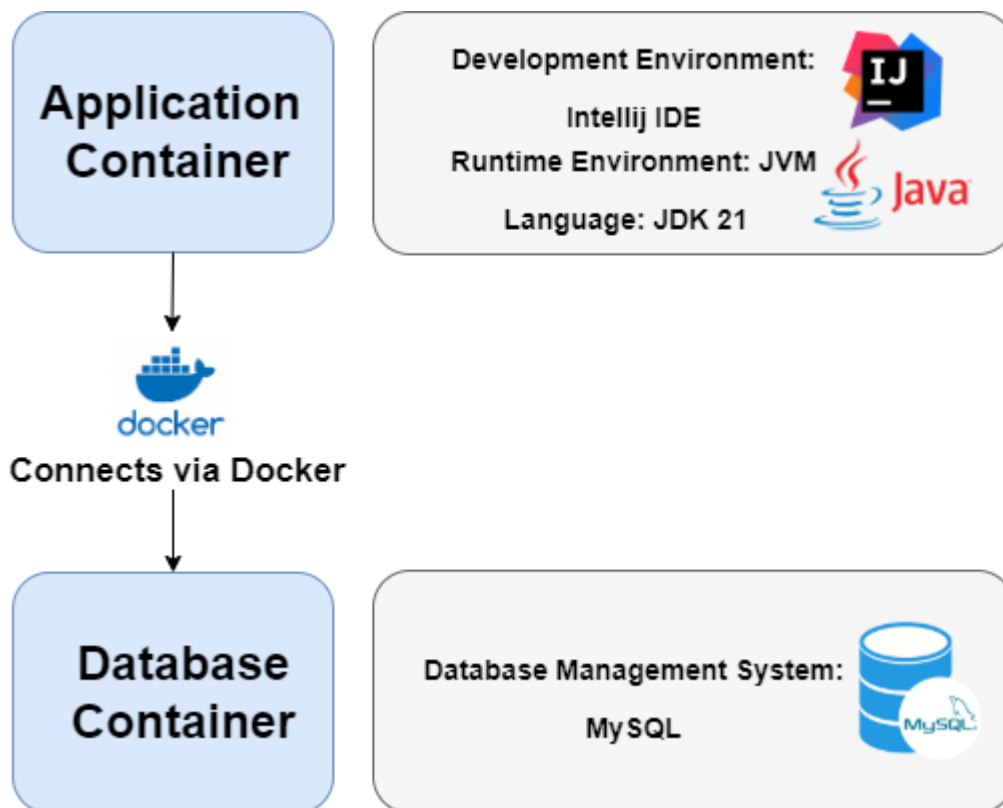 Application
Container
Development Environment:
Intellij IDE
Runtime Environment: JVM
Language: JDK 21
IJ
Java
docker
Connects via Docker
Database
Container
Database Management System:
MySQL
MySQL